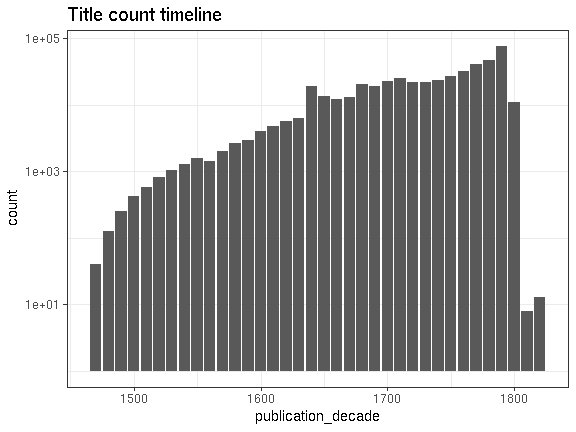 Title count timeline
1e+05
1e+03
1e+01
count
1500 1600 1700 1800
publication_decade